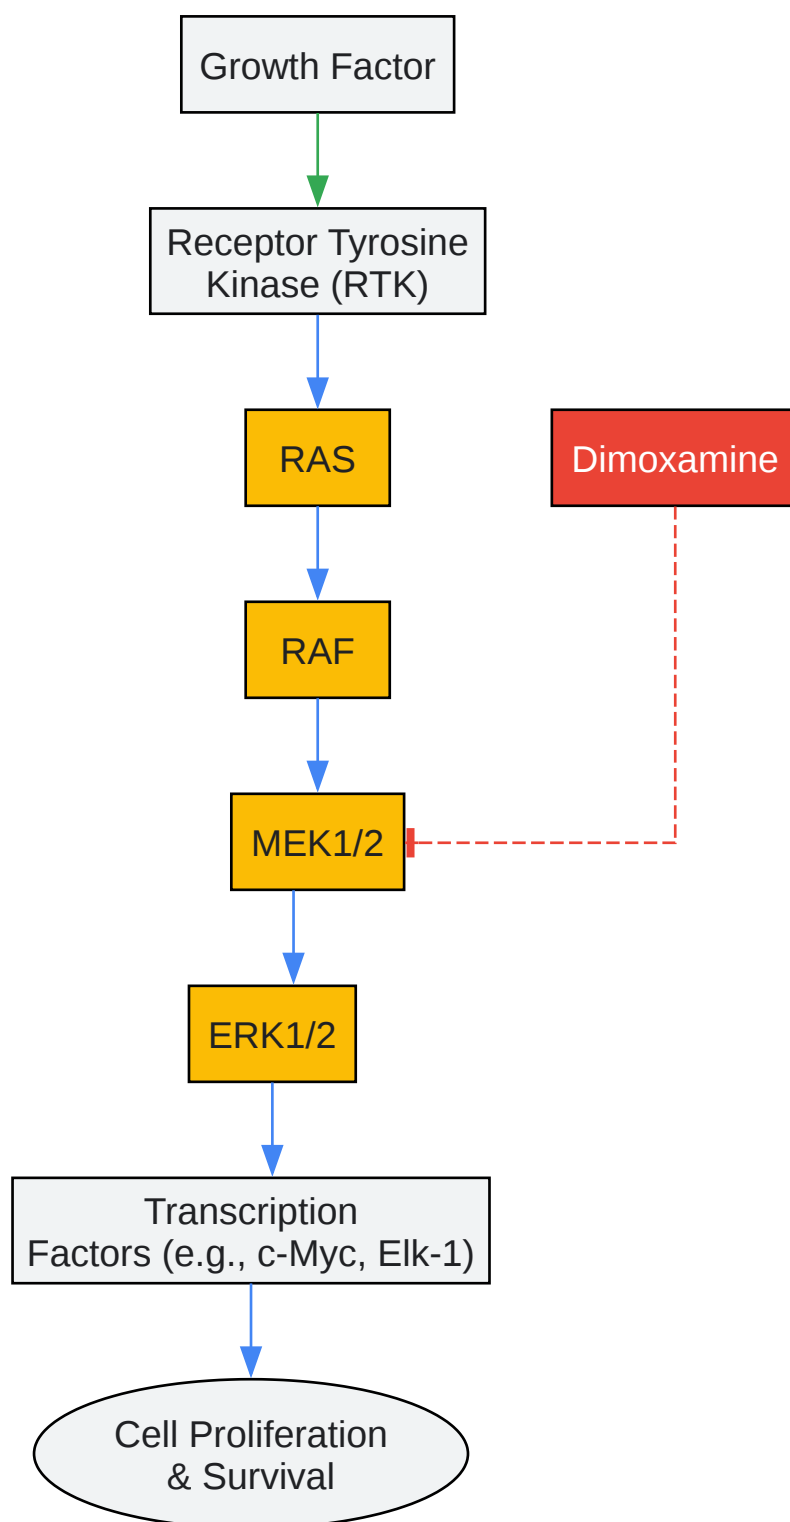 Growth Factor
Receptor Tyrosine
Kinase (RTK)
RAS
Dimoxamine
RAF
MEK1/2
ERK1/2
Transcription
Factors (e.g., c-Myc, Elk-1)
Cell Proliferation
& Survival